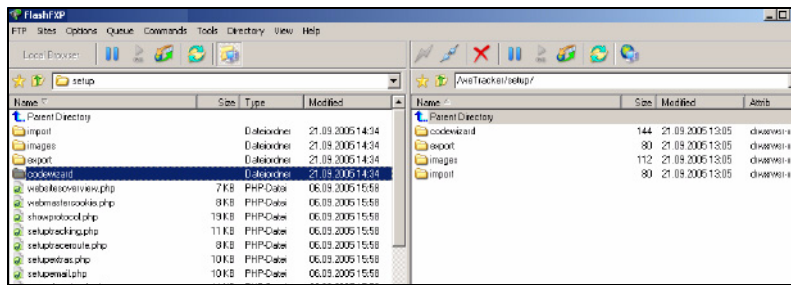 FlashFXP
FTP Sites Options Queue Commands Tools Directory View Help
Local Browser
setup /weTracker/setup/
Name Size Type Modified Name Size Modified Attrib
Parent Directory Parent Directory
import Dateiordner 21.09.2005 14:34 codewizard 144 21.09.2005 13:05
images Dateiordner 21.09.2005 14:34 export 80 21.09.2005 13:05
export Dateiordner 21.09.2005 14:34 images 112 21.09.2005 13:05
codewizard Dateiordner 21.09.2005 14:34 import 80 21.09.2005 13:05
websitesoverview.php 7 KB PHP-Datei 06.09.2005 15:58
webmastercookie.php 8 KB PHP-Datei 06.09.2005 15:58
showprotocol.php 19 KB PHP-Datei 06.09.2005 15:58
setuptracking.php 11 KB PHP-Datei 06.09.2005 15:58
setuptraceroute.php 8 KB PHP-Datei 06.09.2005 15:58
setupextras.php 10 KB PHP-Datei 06.09.2005 15:58
setupemail.php 10 KB PHP-Datei 06.09.2005 15:58